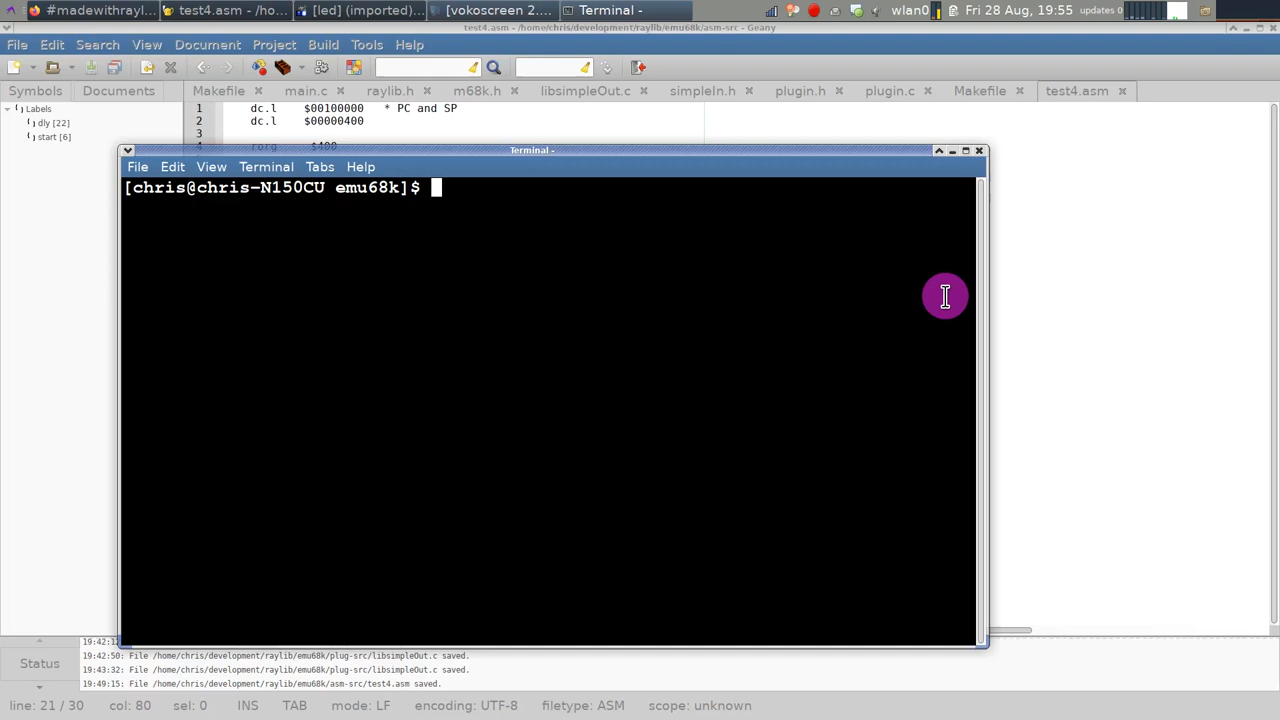 #madewithrayl...
test4.asm - /ho...
[led] (imported)...
[vokoscreen 2....
Terminal -
wlan0
Fri 28 Aug, 19:55
updates 0
test4.asm - /home/chris/development/raylib/emu68k/asm-src - Geany
File Edit Search View Document Project Build Tools Help
Symbols Documents
Makefile main.c raylib.h m68k.h libsimpleOut.c simpleIn.h plugin.h plugin.c Makefile test4.asm
Labels
dly [22]
start [6]
1 dc.l $00100000 * PC and SP
2 dc.l $00000400
3
4 rorg $400
Terminal -
File Edit View Terminal Tabs Help
[chris@chris-N150CU emu68k]$
19:42:12
19:42:50: File /home/chris/development/raylib/emu68k/plug-src/libsimpleOut.c saved.
19:43:32: File /home/chris/development/raylib/emu68k/plug-src/libsimpleOut.c saved.
19:49:15: File /home/chris/development/raylib/emu68k/asm-src/test4.asm saved.
Status
line: 21 / 30 col: 80 sel: 0 INS TAB mode: LF encoding: UTF-8 filetype: ASM scope: unknown